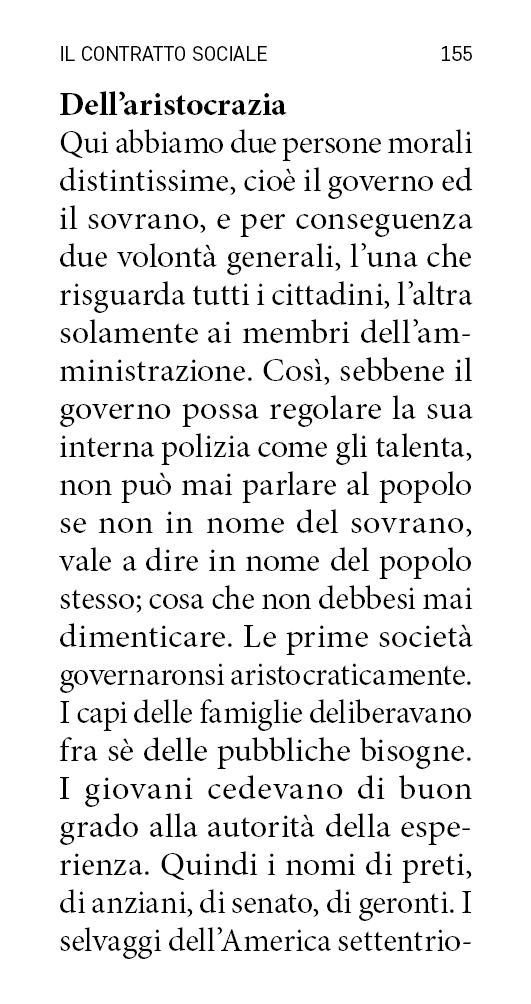 IL CONTRATTO SOCIALE 155
Dell’aristocrazia
Qui abbiamo due persone morali
distintissime, cioè il governo ed
il sovrano, e per conseguenza
due volontà generali, l’una che
risguarda tutti i cittadini, l’altra
solamente ai membri dell’am-
ministrazione. Così, sebbene il
governo possa regolare la sua
interna polizia come gli talenta,
non può mai parlare al popolo
se non in nome del sovrano,
vale a dire in nome del popolo
stesso; cosa che non debbesi mai
dimenticare. Le prime società
governaronsi aristocraticamente.
I capi delle famiglie deliberavano
fra sè delle pubbliche bisogne.
I giovani cedevano di buon
grado alla autorità della espe-
rienza. Quindi i nomi di preti,
di anziani, di senato, di geronti. I
selvaggi dell’America settentrio-